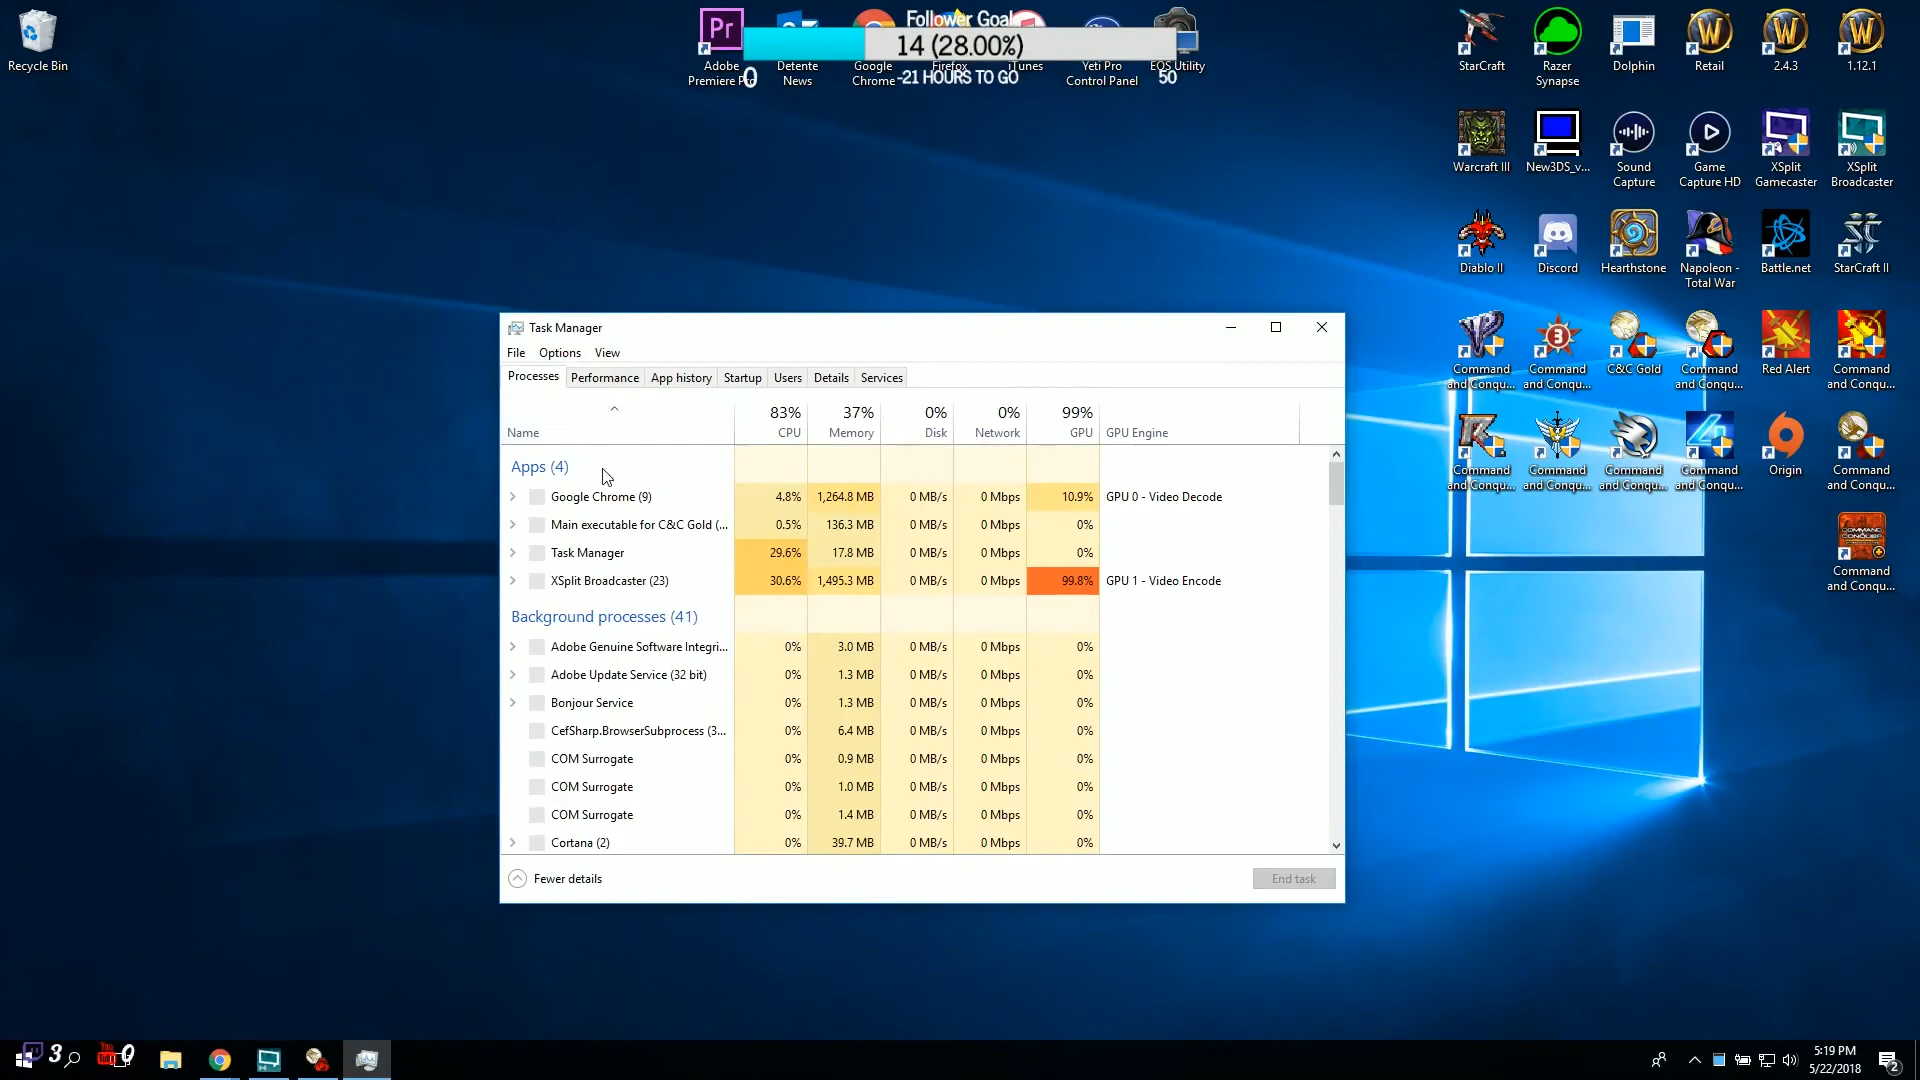 Recycle Bin
Pr
Adobe Premiere Pro
Detente News
Google Chrome
Firefox
iTunes
Yeti Pro Control Panel
EOS Utility
Follower Goal
14 (28.00%)
0
-21 HOURS TO GO
50
StarCraft
Razer Synapse
Dolphin
Retail
2.4.3
1.12.1
Warcraft III
New3DS_v...
Sound Capture
Game Capture HD
XSplit Gamecaster
XSplit Broadcaster
Diablo II
Discord
Hearthstone
Napoleon - Total War
Battle.net
StarCraft II
Command and Conqu...
Command and Conqu...
C&C Gold
Command and Conqu...
Red Alert
Command and Conqu...
Command and Conqu...
Command and Conqu...
Command and Conqu...
Command and Conqu...
Origin
Command and Conqu...
Command and Conqu...
Task Manager
File Options View
Processes Performance App history Startup Users Details Services
83% 37% 0% 0% 99%
Name CPU Memory Disk Network GPU GPU Engine
Apps (4)
Google Chrome (9) 4.8% 1,264.8 MB 0 MB/s 0 Mbps 10.9% GPU 0 - Video Decode
Main executable for C&C Gold (... 0.5% 136.3 MB 0 MB/s 0 Mbps 0%
Task Manager 29.6% 17.8 MB 0 MB/s 0 Mbps 0%
XSplit Broadcaster (23) 30.6% 1,495.3 MB 0 MB/s 0 Mbps 99.8% GPU 1 - Video Encode
Background processes (41)
Adobe Genuine Software Integri... 0% 3.0 MB 0 MB/s 0 Mbps 0%
Adobe Update Service (32 bit) 0% 1.3 MB 0 MB/s 0 Mbps 0%
Bonjour Service 0% 1.3 MB 0 MB/s 0 Mbps 0%
CefSharp.BrowserSubprocess (3... 0% 6.4 MB 0 MB/s 0 Mbps 0%
COM Surrogate 0% 0.9 MB 0 MB/s 0 Mbps 0%
COM Surrogate 0% 1.0 MB 0 MB/s 0 Mbps 0%
COM Surrogate 0% 1.4 MB 0 MB/s 0 Mbps 0%
Cortana (2) 0% 39.7 MB 0 MB/s 0 Mbps 0%
Fewer details
End task
3
You
0
5:19 PM
5/22/2018
2